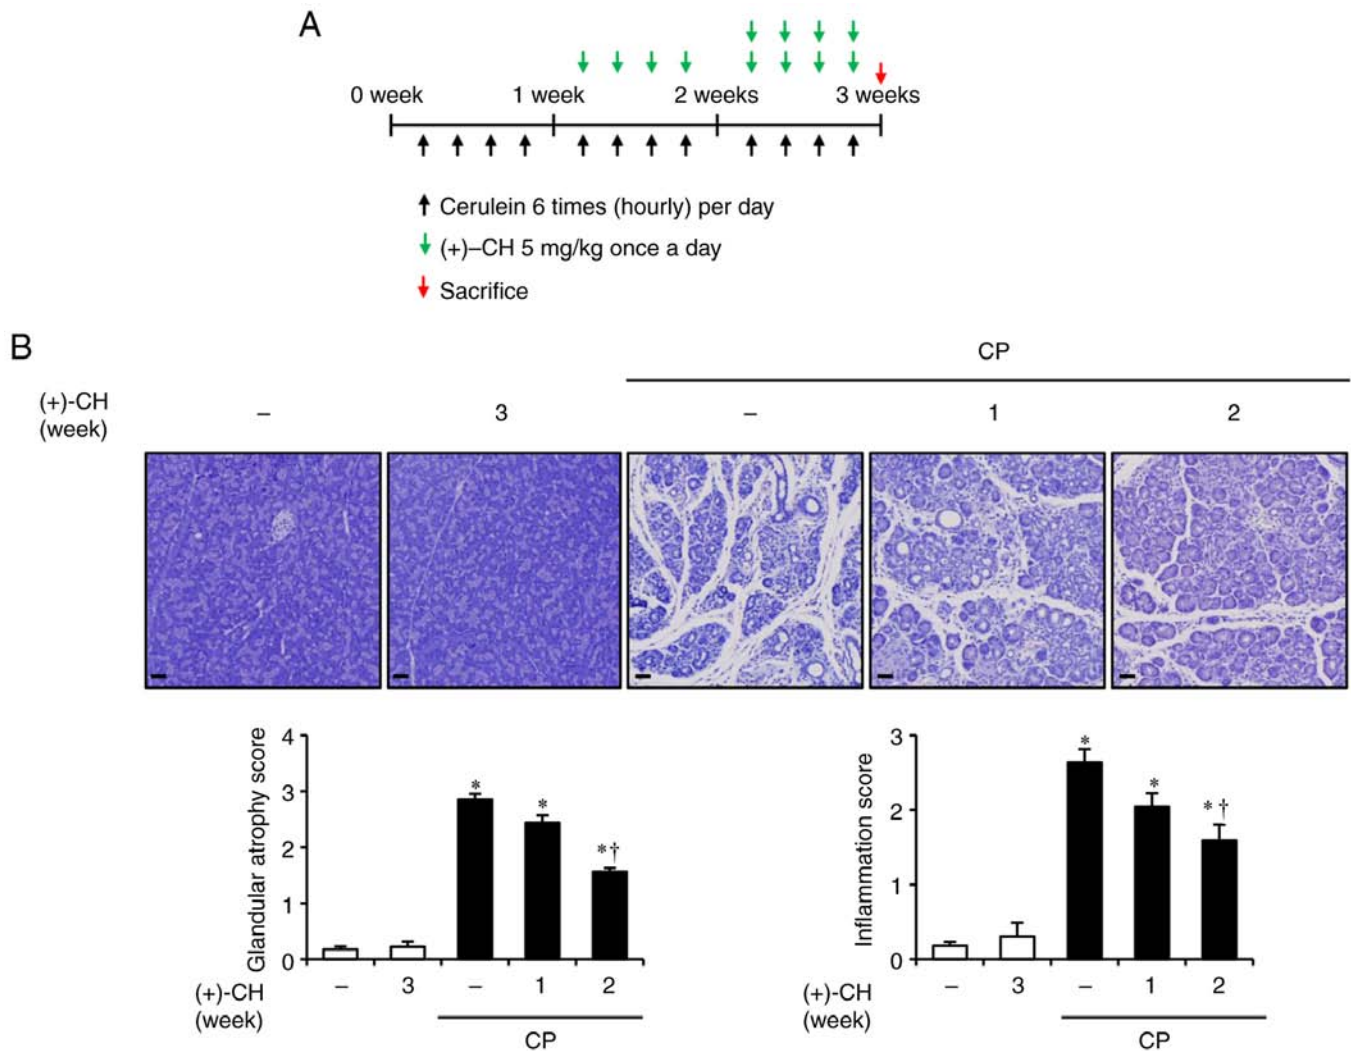 A
0 week 1 week 2 weeks 3 weeks
Cerulein 6 times (hourly) per day
(+)–CH 5 mg/kg once a day
Sacrifice
B
CP
(+)-CH
(week)
– 3 – 1 2
Glandular atrophy score
4
3
2
1
0
*
*
*†
(+)-CH
(week)
– 3 – 1 2
CP
Inflammation score
3
2
1
0
*
*
*†
(+)-CH
(week)
– 3 – 1 2
CP